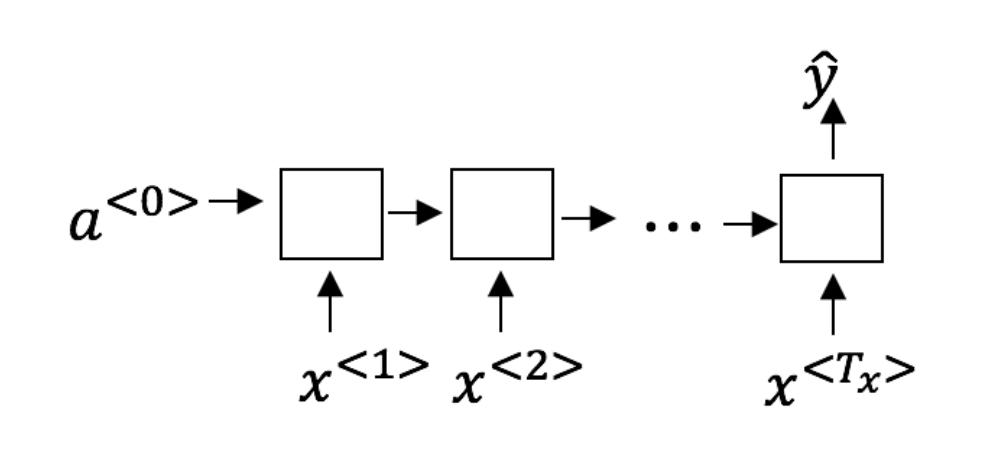 ŷ
a<0> ...
x<1> x<2> x<Tx>